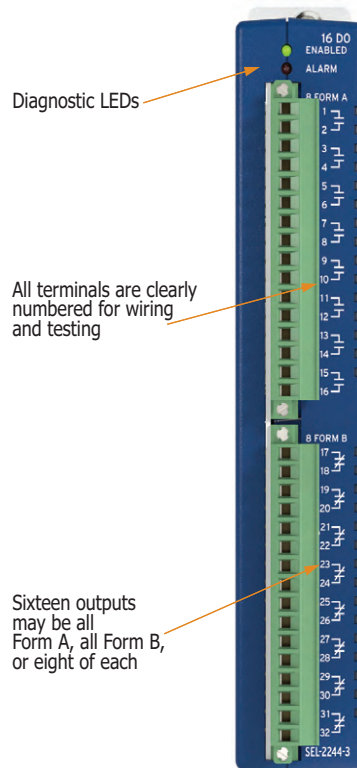 16 DO
ENABLED
ALARM
Diagnostic LEDs
8 FORM A
1
2
3
4
5
6
7
8
9
10
11
12
13
14
15
16
All terminals are clearly
numbered for wiring
and testing
8 FORM B
17
18
19
20
21
22
23
24
25
26
27
28
29
30
31
32
Sixteen outputs
may be all
Form A, all Form B,
or eight of each
SEL-2244-3